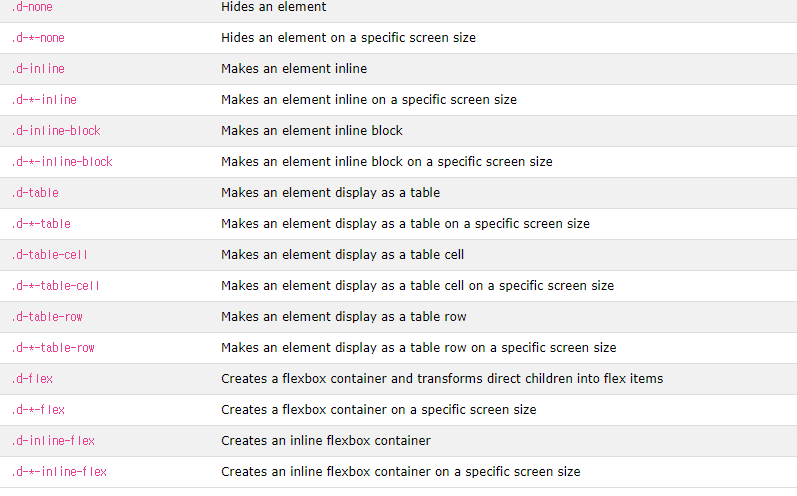 .d-none Hides an element
.d-*-none Hides an element on a specific screen size
.d-inline Makes an element inline
.d-*-inline Makes an element inline on a specific screen size
.d-inline-block Makes an element inline block
.d-*-inline-block Makes an element inline block on a specific screen size
.d-table Makes an element display as a table
.d-*-table Makes an element display as a table on a specific screen size
.d-table-cell Makes an element display as a table cell
.d-*-table-cell Makes an element display as a table cell on a specific screen size
.d-table-row Makes an element display as a table row
.d-*-table-row Makes an element display as a table row on a specific screen size
.d-flex Creates a flexbox container and transforms direct children into flex items
.d-*-flex Creates a flexbox container on a specific screen size
.d-inline-flex Creates an inline flexbox container
.d-*-inline-flex Creates an inline flexbox container on a specific screen size